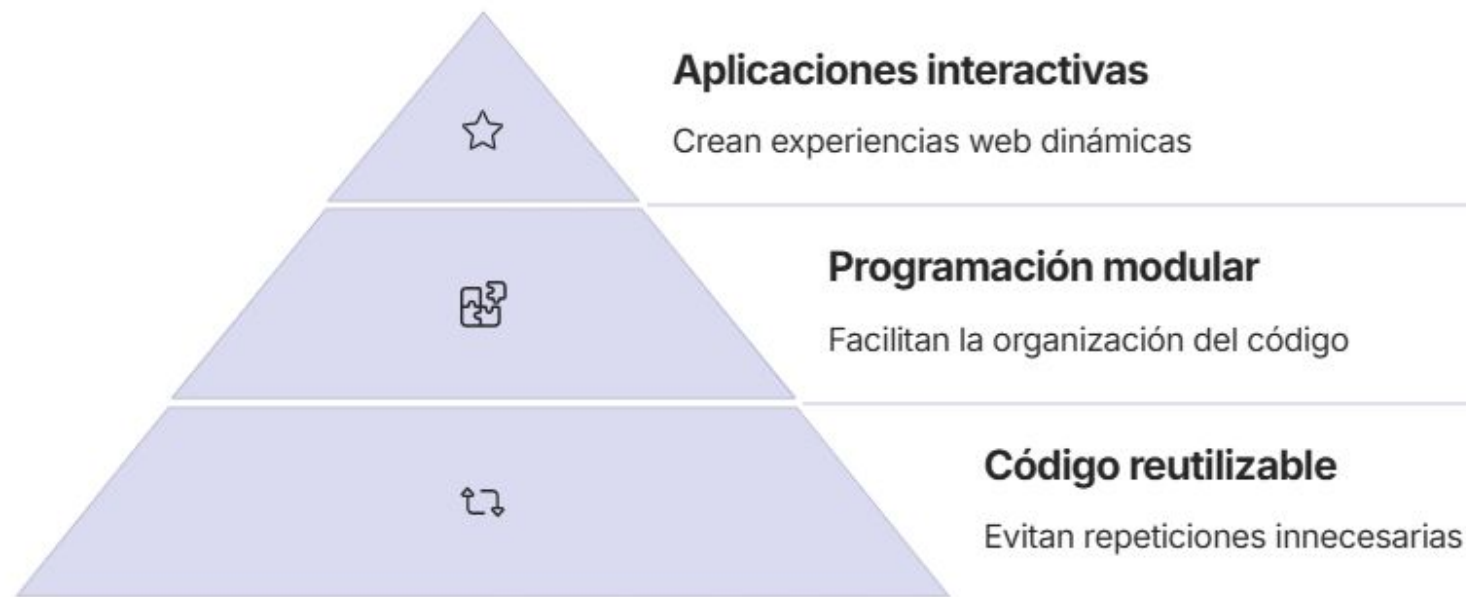 Aplicaciones interactivas
Crean experiencias web dinámicas
Programación modular
Facilitan la organización del código
Código reutilizable
Evitan repeticiones innecesarias